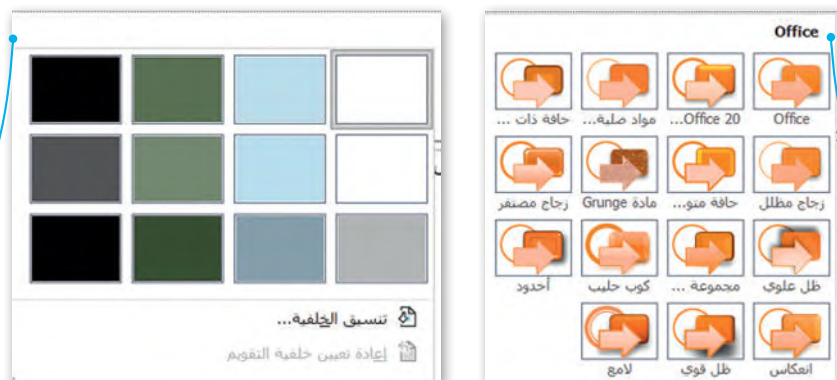 Office
Office Office 20... مواد صلبة... حافة ذات ...
زجاج مظلل حافة متو... مادة Grunge زجاج مصنفر
ظل علوي مجموعة ... كوب حليب أخدود
انعكاس ظل قوي لامع
تنسيق الخلفية...
إعادة تعيين خلفية التقويم